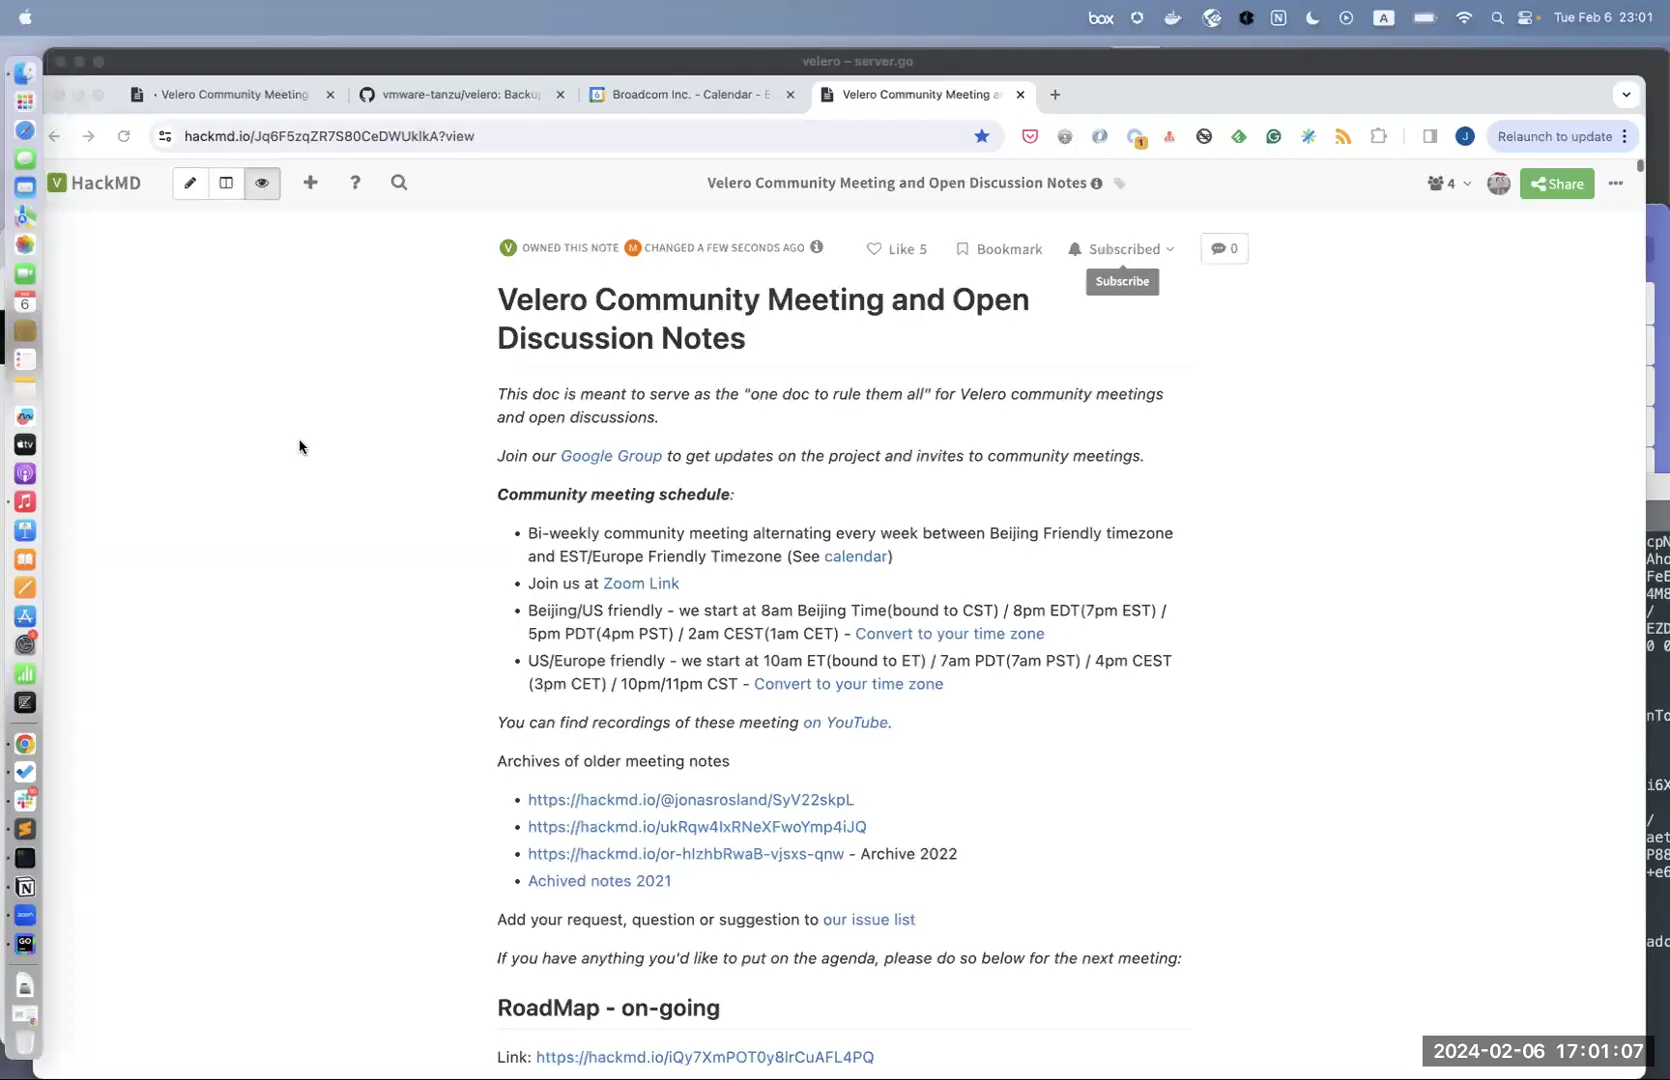 box
A
Tue Feb 6 23:01
velero – server.go
· Velero Community Meeting
vmware-tanzu/velero: Backup
Broadcom Inc. - Calendar - E
Velero Community Meeting an
hackmd.io/Jq6F5zqZR7S80CeDWUklkA?view
1
J
Relaunch to update
V HackMD
?
Velero Community Meeting and Open Discussion Notes
4
Share
V OWNED THIS NOTE M CHANGED A FEW SECONDS AGO
Like 5
Bookmark
Subscribed
0
Subscribe
Velero Community Meeting and Open
Discussion Notes
This doc is meant to serve as the “one doc to rule them all” for Velero community meetings
and open discussions.
Join our Google Group to get updates on the project and invites to community meetings.
Community meeting schedule:
• Bi-weekly community meeting alternating every week between Beijing Friendly timezone
and EST/Europe Friendly Timezone (See calendar)
• Join us at Zoom Link
• Beijing/US friendly - we start at 8am Beijing Time(bound to CST) / 8pm EDT(7pm EST) /
5pm PDT(4pm PST) / 2am CEST(1am CET) - Convert to your time zone
• US/Europe friendly - we start at 10am ET(bound to ET) / 7am PDT(7am PST) / 4pm CEST
(3pm CET) / 10pm/11pm CST - Convert to your time zone
You can find recordings of these meeting on YouTube.
Archives of older meeting notes
• https://hackmd.io/@jonasrosland/SyV22skpL
• https://hackmd.io/ukRqw4IxRNeXFwoYmp4iJQ
• https://hackmd.io/or-hIzhbRwaB-vjsxs-qnw - Archive 2022
• Achived notes 2021
Add your request, question or suggestion to our issue list
If you have anything you'd like to put on the agenda, please do so below for the next meeting:
RoadMap - on-going
Link: https://hackmd.io/iQy7XmPOT0y8IrCuAFL4PQ
2024-02-06 17:01:07